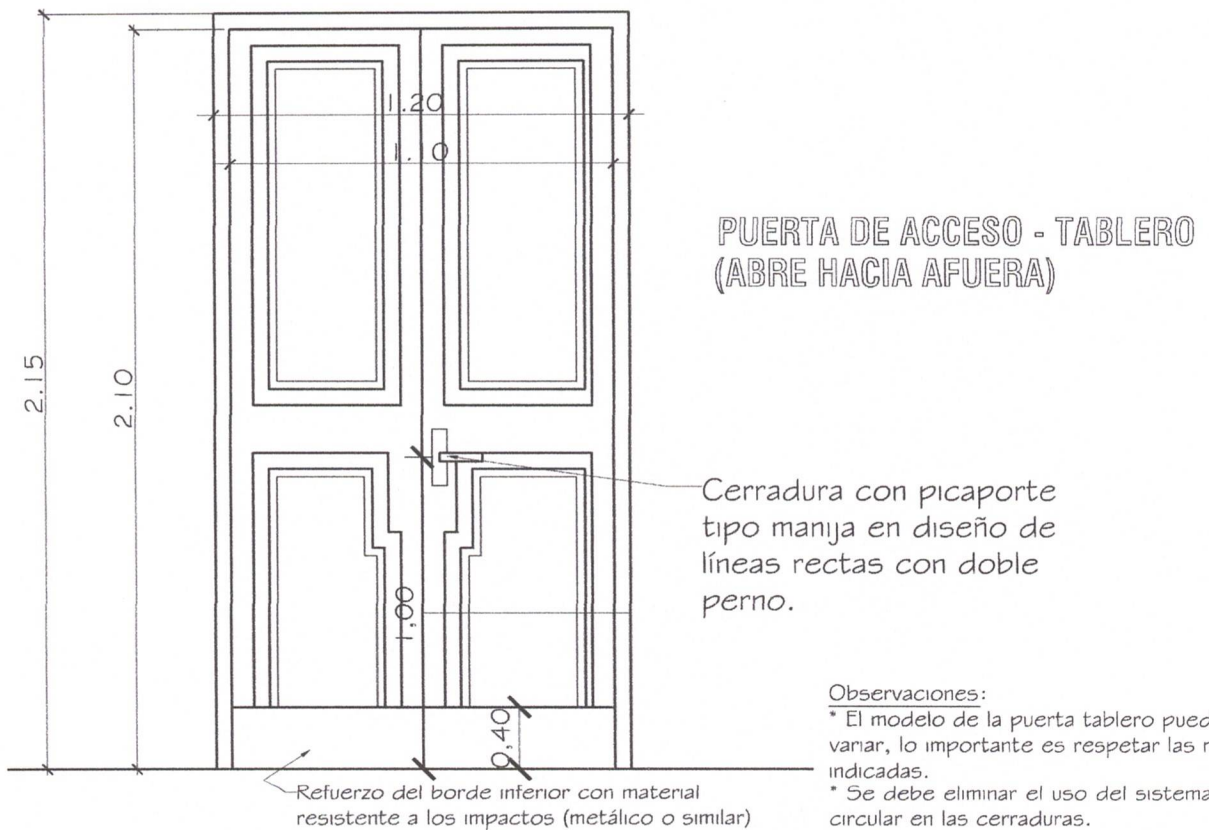 1.20
1.10
2.15
2.10
PUERTA DE ACCESO - TABLERO
(ABRE HACIA AFUERA)
Cerradura con picaporte
tipo manija en diseño de
líneas rectas con doble
perno.
1,00
0,40
Observaciones:
* El modelo de la puerta tablero
variar, lo importante es respetar las
indicadas.
* Se debe eliminar el uso del sistema
circular en las cerraduras.
Refuerzo del borde inferior con material
resistente a los impactos (metálico o similar)